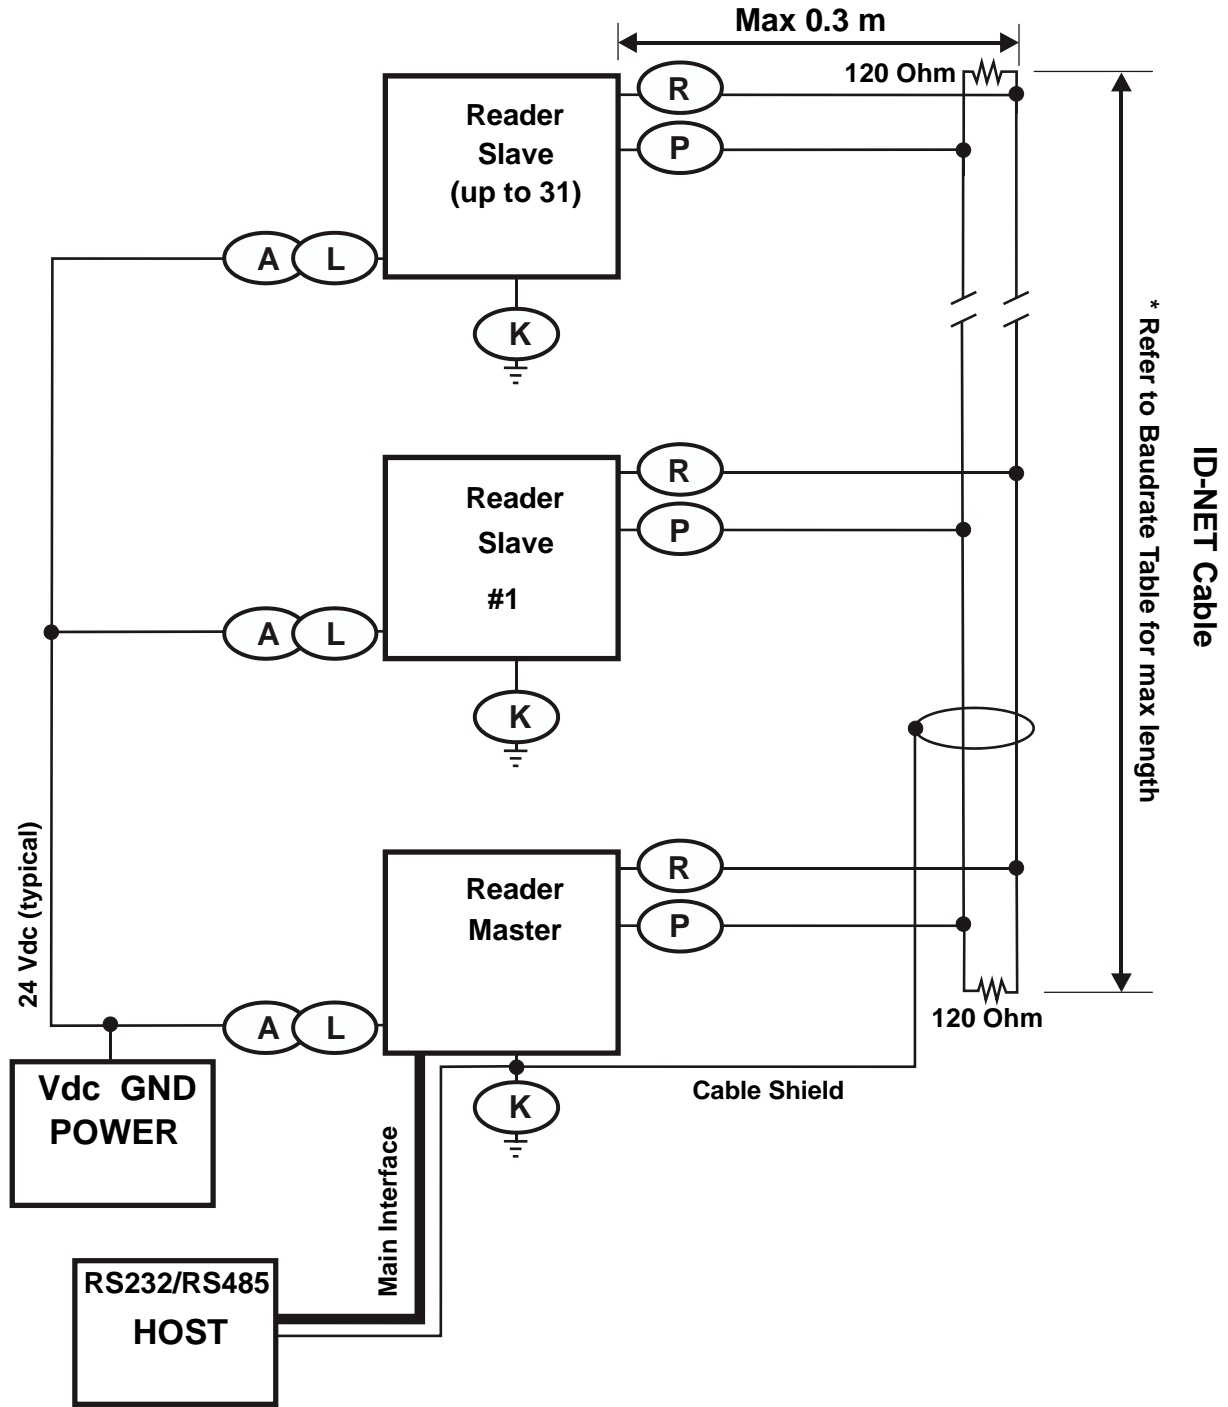 Max 0.3 m
120 Ohm
R
Reader
Slave
(up to 31)
P
A
L
K
* Refer to Baudrate Table for max length
ID-NET Cable
R
Reader
Slave
#1
P
A
L
K
24 Vdc (typical)
R
Reader
Master
P
A
L
120 Ohm
Vdc GND
POWER
K
Cable Shield
Main Interface
RS232/RS485
HOST